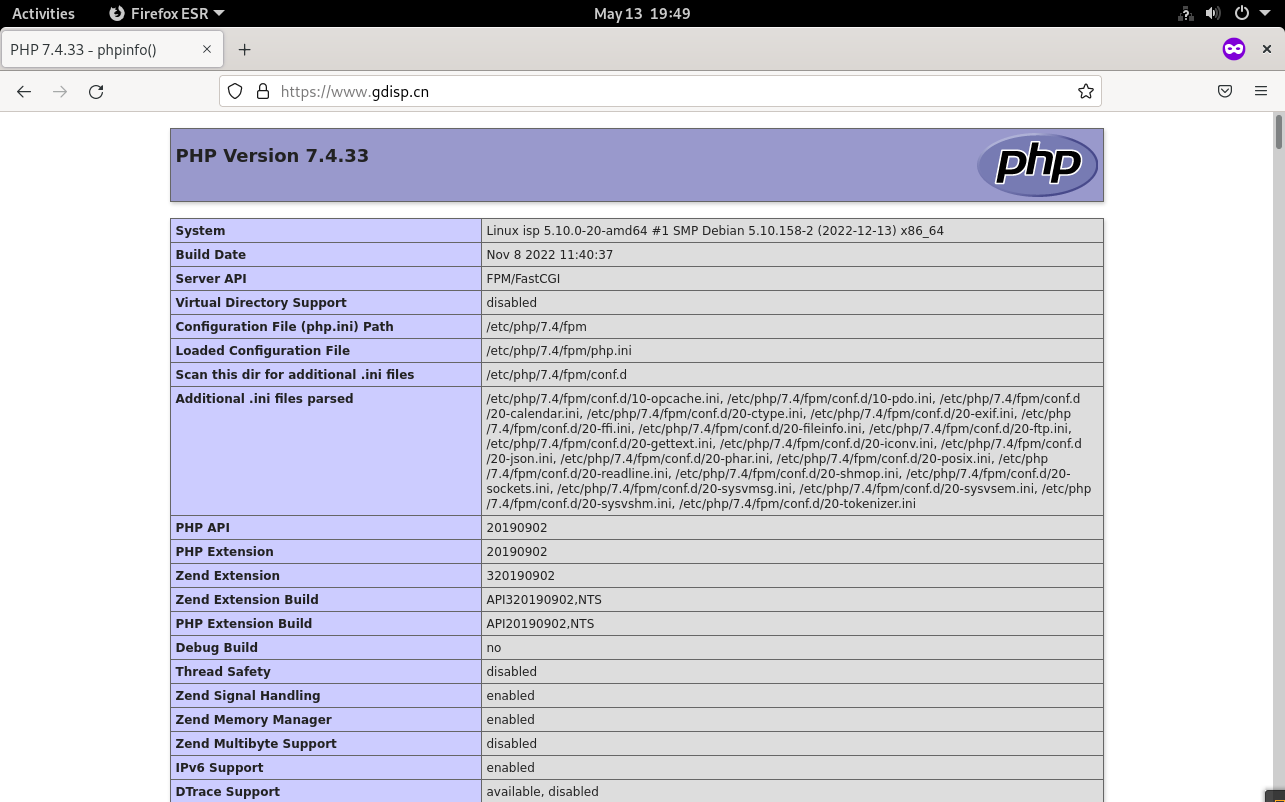 Activities Firefox ESR May 13 19:49
PHP 7.4.33 - phpinfo()
https://www.gdisp.cn
PHP Version 7.4.33
php
System Linux isp 5.10.0-20-amd64 #1 SMP Debian 5.10.158-2 (2022-12-13) x86_64
Build Date Nov 8 2022 11:40:37
Server API FPM/FastCGI
Virtual Directory Support disabled
Configuration File (php.ini) Path /etc/php/7.4/fpm
Loaded Configuration File /etc/php/7.4/fpm/php.ini
Scan this dir for additional .ini files /etc/php/7.4/fpm/conf.d
Additional .ini files parsed /etc/php/7.4/fpm/conf.d/10-opcache.ini, /etc/php/7.4/fpm/conf.d/10-pdo.ini, /etc/php/7.4/fpm/conf.d
/20-calendar.ini, /etc/php/7.4/fpm/conf.d/20-ctype.ini, /etc/php/7.4/fpm/conf.d/20-exif.ini, /etc/php
/7.4/fpm/conf.d/20-ffi.ini, /etc/php/7.4/fpm/conf.d/20-fileinfo.ini, /etc/php/7.4/fpm/conf.d/20-ftp.ini,
/etc/php/7.4/fpm/conf.d/20-gettext.ini, /etc/php/7.4/fpm/conf.d/20-iconv.ini, /etc/php/7.4/fpm/conf.d
/20-json.ini, /etc/php/7.4/fpm/conf.d/20-phar.ini, /etc/php/7.4/fpm/conf.d/20-posix.ini, /etc/php
/7.4/fpm/conf.d/20-readline.ini, /etc/php/7.4/fpm/conf.d/20-shmop.ini, /etc/php/7.4/fpm/conf.d/20-
sockets.ini, /etc/php/7.4/fpm/conf.d/20-sysvmsg.ini, /etc/php/7.4/fpm/conf.d/20-sysvsem.ini, /etc/php
/7.4/fpm/conf.d/20-sysvshm.ini, /etc/php/7.4/fpm/conf.d/20-tokenizer.ini
PHP API 20190902
PHP Extension 20190902
Zend Extension 320190902
Zend Extension Build API320190902,NTS
PHP Extension Build API20190902,NTS
Debug Build no
Thread Safety disabled
Zend Signal Handling enabled
Zend Memory Manager enabled
Zend Multibyte Support disabled
IPv6 Support enabled
DTrace Support available, disabled